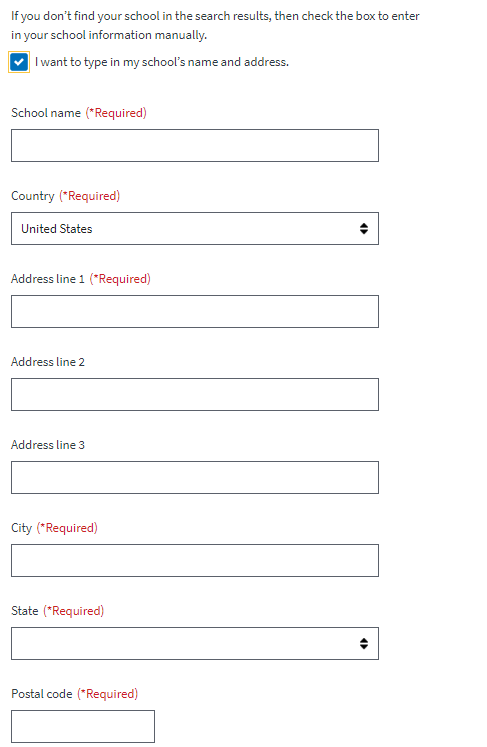 If you don't find your school in the search results, then check the box to enter
in your school information manually.
I want to type in my school's name and address.
School name (*Required)
Country (*Required)
United States
Address line 1 (*Required)
Address line 2
Address line 3
City (*Required)
State (*Required)
Postal code (*Required)